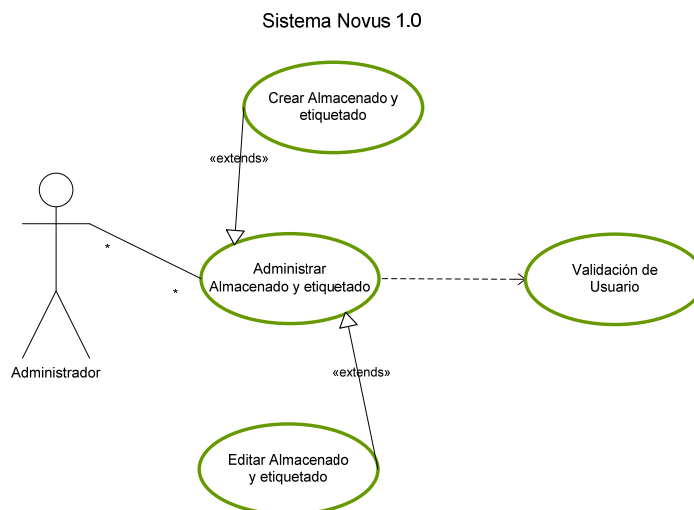 Sistema Novus 1.0
Crear Almacenado y
etiquetado
«extends»
*
*
Administrar
Almacenado y etiquetado
Validación de
Usuario
Administrador
«extends»
Editar Almacenado
y etiquetado